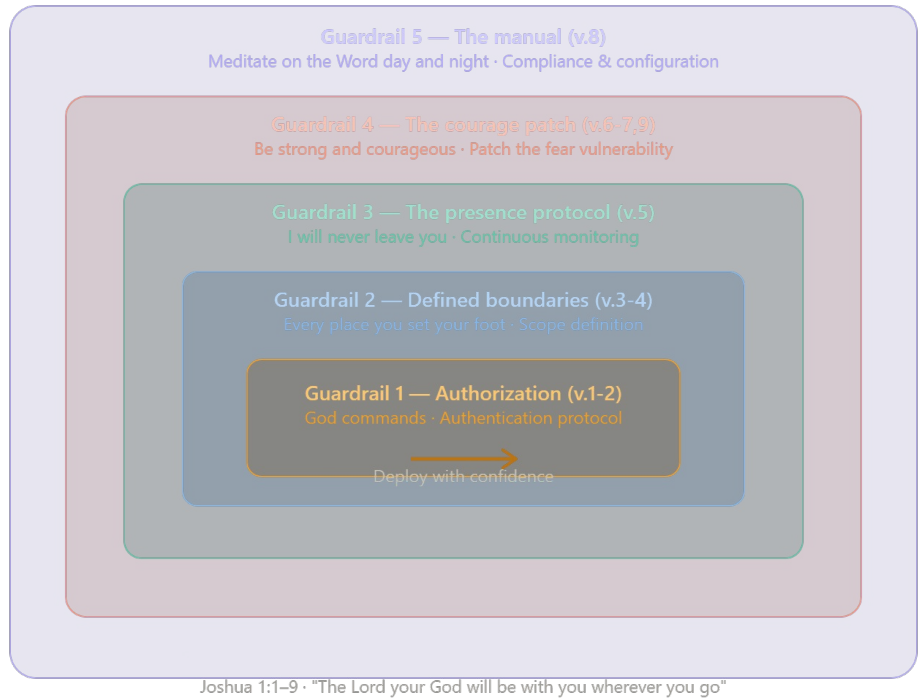 Guardrail 5 — The manual (v.8)
Meditate on the Word day and night · Compliance & configuration
Guardrail 4 — The courage patch (v.6-7,9)
Be strong and courageous · Patch the fear vulnerability
Guardrail 3 — The presence protocol (v.5)
I will never leave you · Continuous monitoring
Guardrail 2 — Defined boundaries (v.3-4)
Every place you set your foot · Scope definition
Guardrail 1 — Authorization (v.1-2)
God commands · Authentication protocol
Deploy with confidence
Joshua 1:1–9 · "The Lord your God will be with you wherever you go"